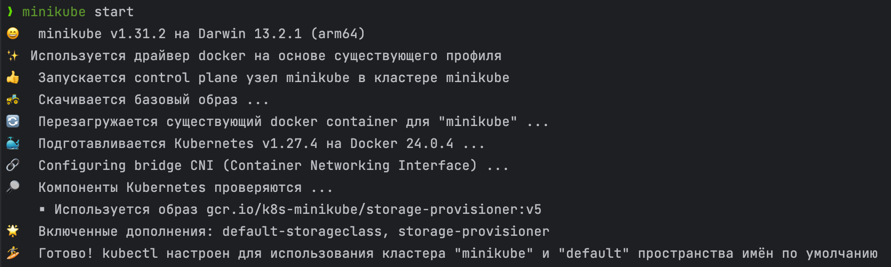 ❯ minikube start
😄 minikube v1.31.2 на Darwin 13.2.1 (arm64)
✨ Используется драйвер docker на основе существующего профиля
👍 Запускается control plane узел minikube в кластере minikube
🚜 Скачивается базовый образ ...
🔄 Перезагружается существующий docker container для "minikube" ...
🐳 Подготавливается Kubernetes v1.27.4 на Docker 24.0.4 ...
🔗 Configuring bridge CNI (Container Networking Interface) ...
🔎 Компоненты Kubernetes проверяются ...
▪ Используется образ gcr.io/k8s-minikube/storage-provisioner:v5
🌟 Включенные дополнения: default-storageclass, storage-provisioner
🏄 Готово! kubectl настроен для использования кластера "minikube" и "default" пространства имён по умолчанию